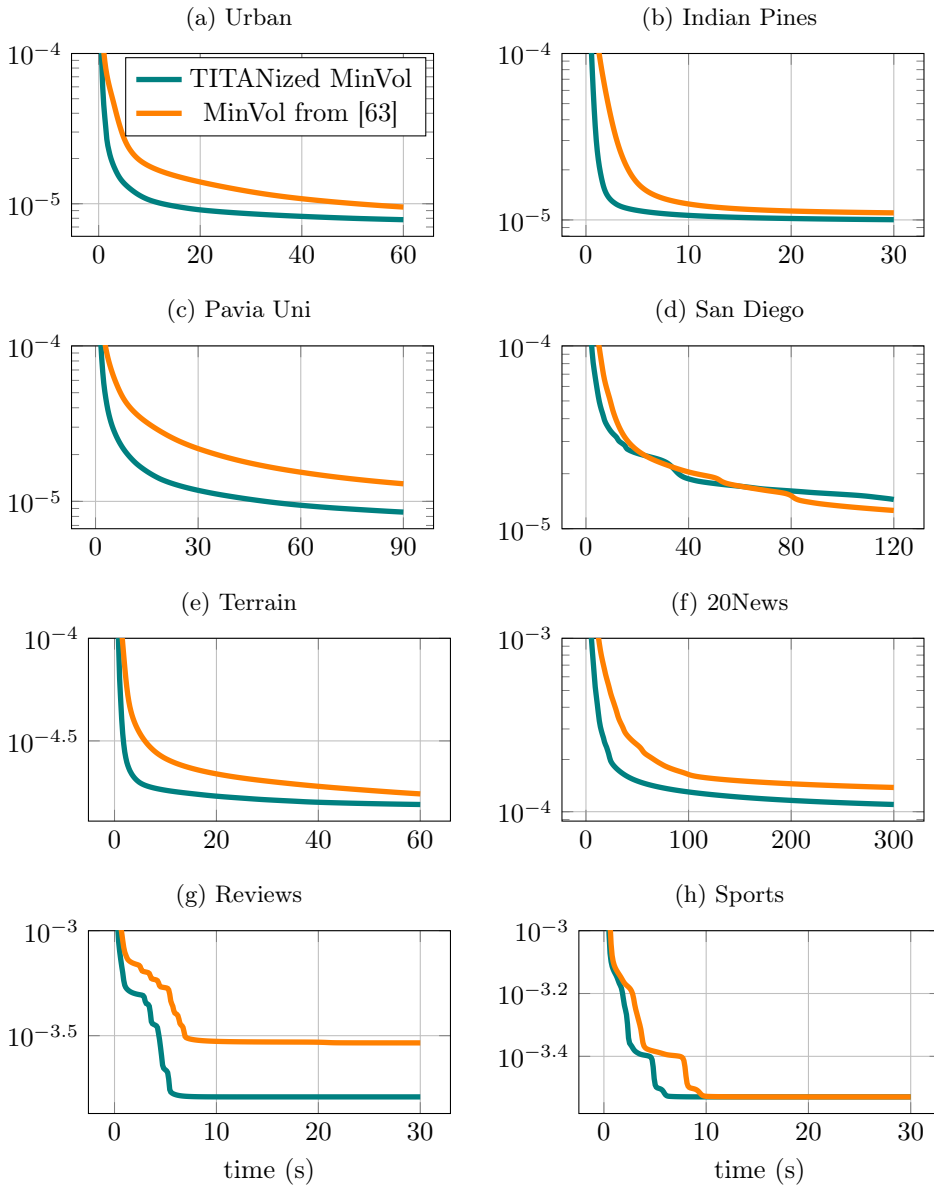 (a) Urban
(b) Indian Pines
10^{-4}
10^{-5}
TITANized MinVol
MinVol from [63]
0 20 40 60
10^{-4}
10^{-5}
0 10 20 30
(c) Pavia Uni
(d) San Diego
10^{-4}
10^{-5}
0 30 60 90
10^{-4}
10^{-5}
0 40 80 120
(e) Terrain
(f) 20News
10^{-4}
10^{-4.5}
0 20 40 60
10^{-3}
10^{-4}
0 100 200 300
(g) Reviews
(h) Sports
10^{-3}
10^{-3.5}
0 10 20 30
time (s)
10^{-3}
10^{-3.2}
10^{-3.4}
0 10 20 30
time (s)